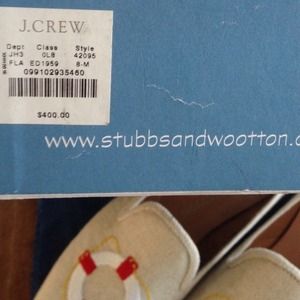 J.CREW
Dept Class Style
JH3 0L8 42095
FLA ED1959 8-M
099102935460
$400.00
www.stubbsandwootton.c